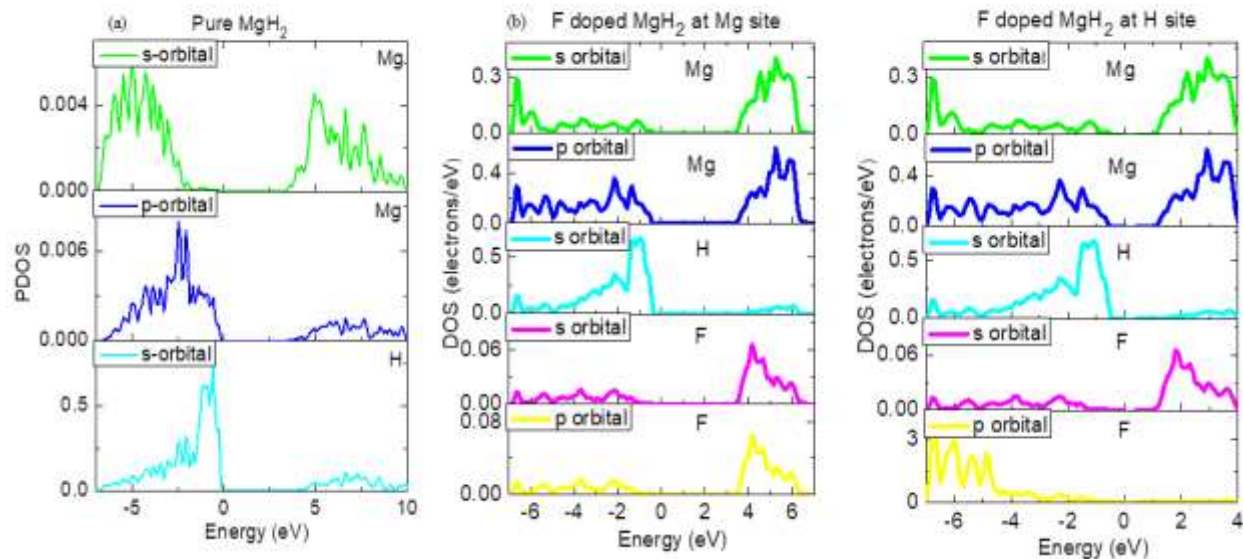 (a)
Pure MgH2
s-orbital
Mg
0.004
0.000
p-orbital
Mg
0.006
0.000
s-orbital
H
0.5
0.0
-5 0 5 10
Energy (eV)
PDOS
(b)
F doped MgH2 at Mg site
s orbital
Mg
0.3
0.0
p orbital
Mg
0.4
0.0
s orbital
H
0.5
0.0
s orbital
F
0.06
0.00
p orbital
F
0.08
0.00
-6 -4 -2 0 2 4 6
Energy (eV)
DOS (electrons/eV)
F doped MgH2 at H site
s orbital
Mg
0.3
0.0
p orbital
Mg
0.4
0.0
s orbital
H
0.5
0.0
s orbital
F
0.06
0.00
p orbital
F
3
0
-6 -4 -2 0 2 4
Energy (eV)
DOS (electrons/eV)